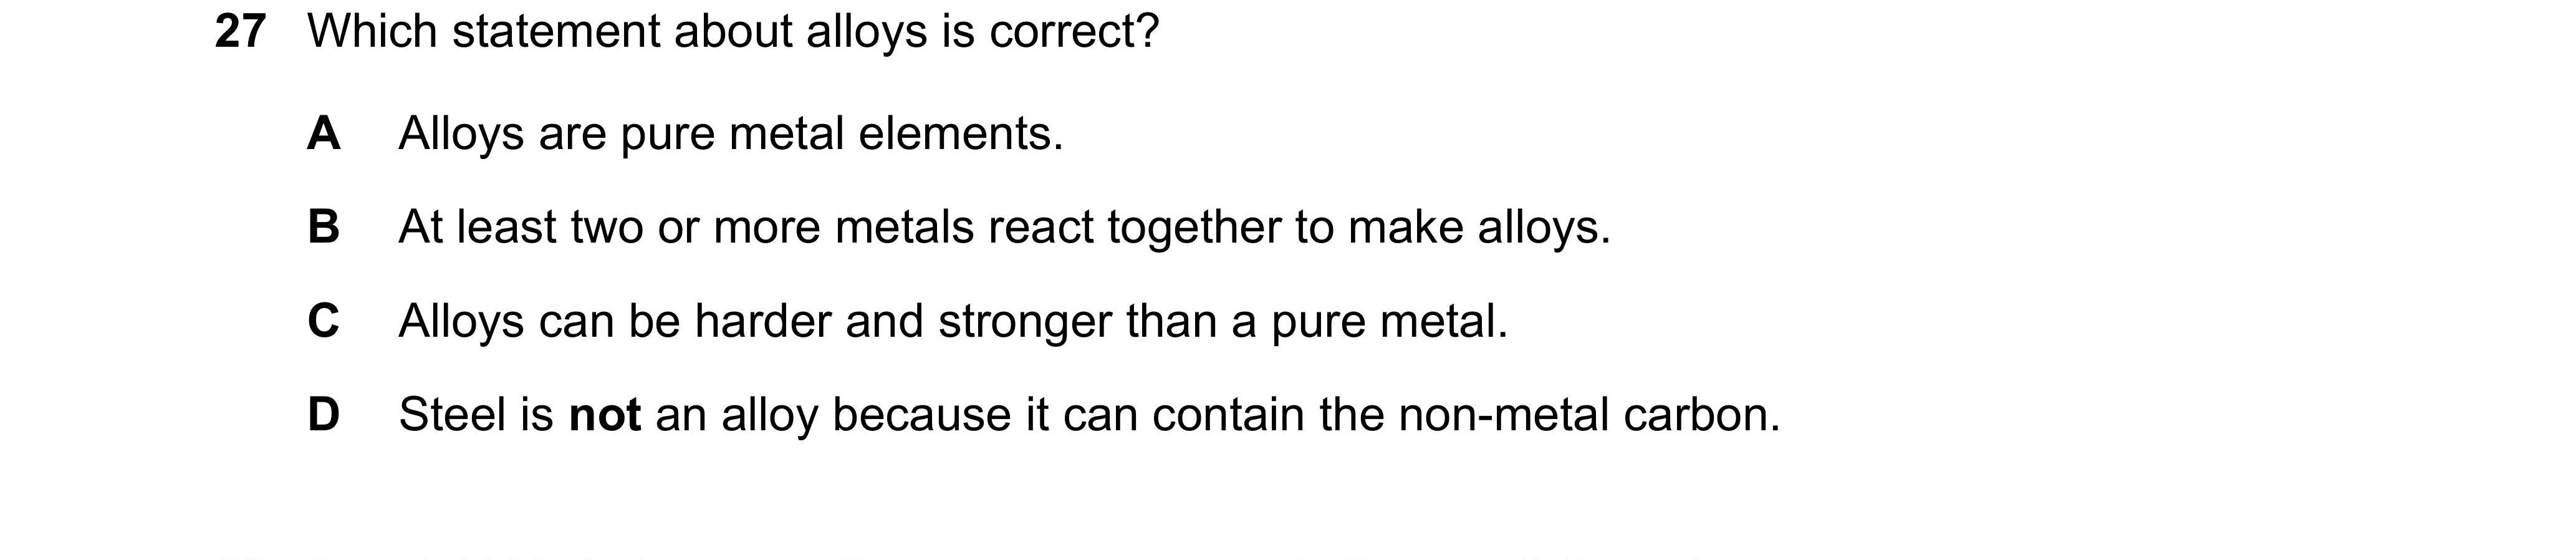 27 Which statement about alloys is correct?
A Alloys are pure metal elements.
B At least two or more metals react together to make alloys.
C Alloys can be harder and stronger than a pure metal.
D Steel is not an alloy because it can contain the non-metal carbon.